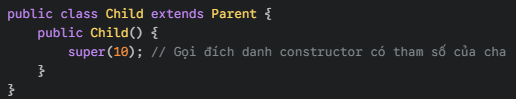 public class Child extends Parent {
    public Child() {
        super(10); // Gọi đích danh constructor có tham số của cha
    }
}